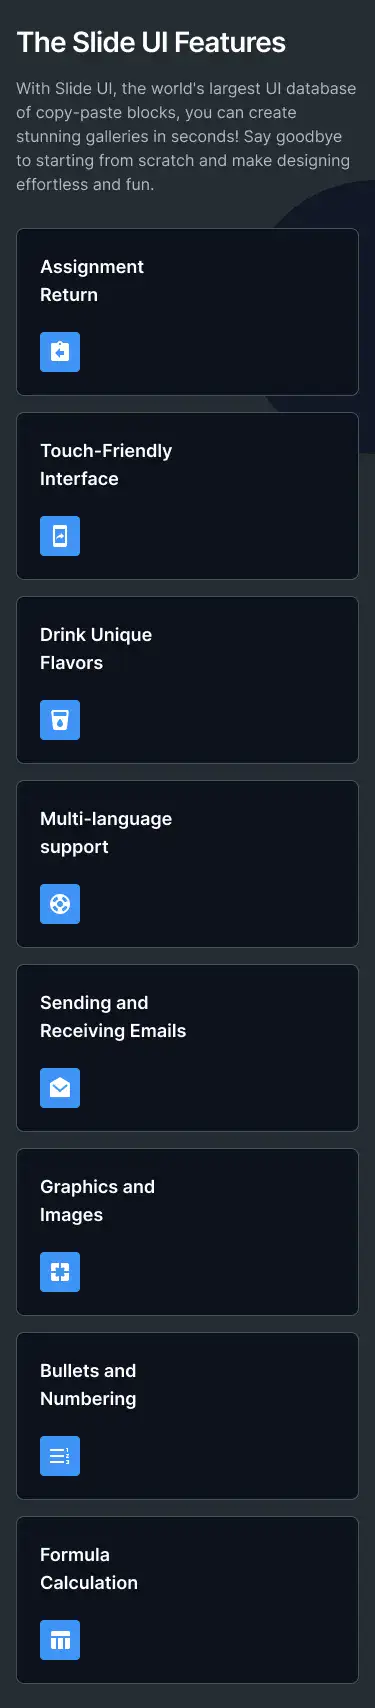 The Slide UI Features
With Slide UI, the world's largest UI database
of copy-paste blocks, you can create
stunning galleries in seconds! Say goodbye
to starting from scratch and make designing
effortless and fun.
Assignment
Return
Touch-Friendly
Interface
Drink Unique
Flavors
Multi-language
support
Sending and
Receiving Emails
Graphics and
Images
Bullets and
Numbering
1
2
3
Formula
Calculation